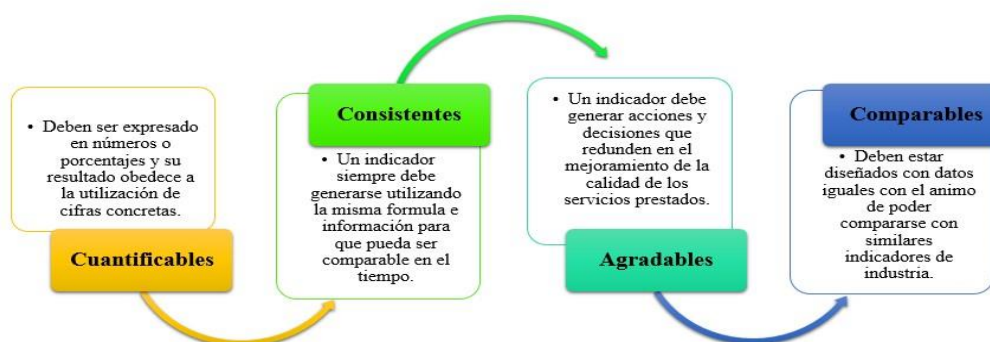 • Deben ser expresado
en números o
porcentajes y su
resultado obedece a
la utilización de
cifras concretas.
Cuantificables
Consistentes
• Un indicador
siempre debe
generarse utilizando
la misma formula e
información para
que pueda ser
comparable en el
tiempo.
• Un indicador debe
generar acciones y
decisiones que
redunden en el
mejoramiento de la
calidad de los
servicios prestados.
Agradables
Comparables
• Deben estar
diseñados con datos
iguales con el animo
de poder
compararse con
similares
indicadores de
industria.